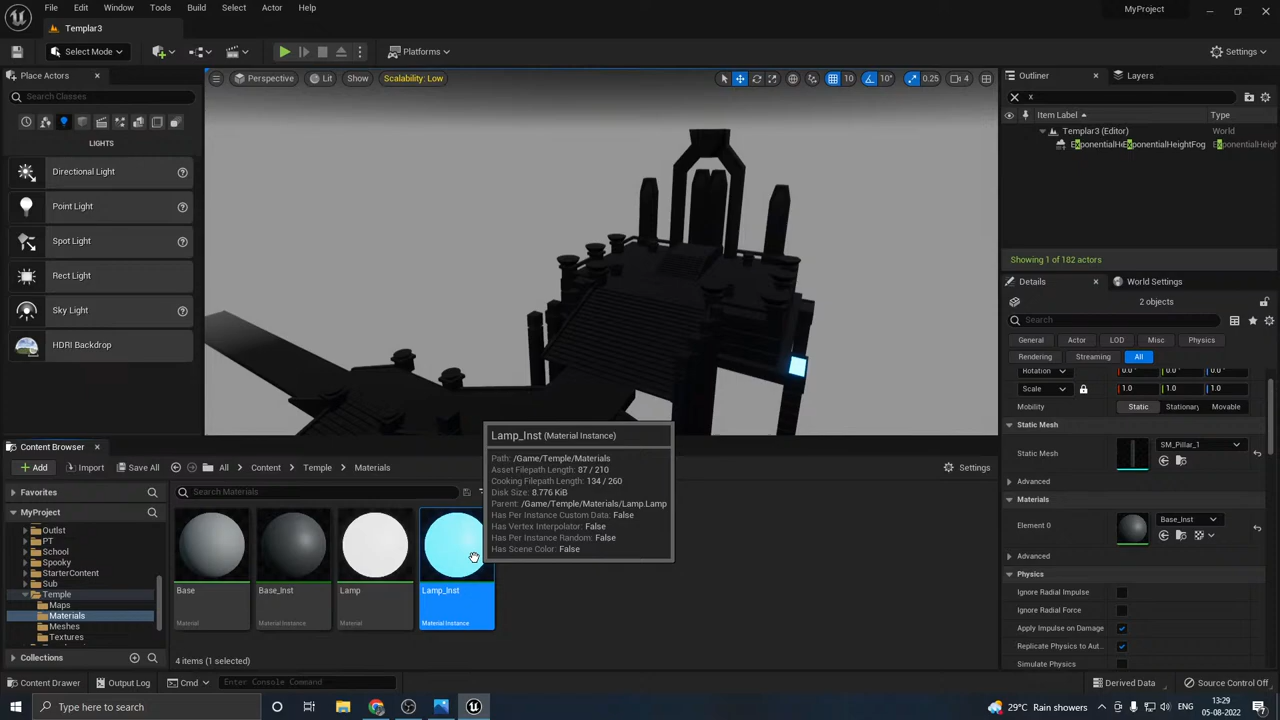 File Edit Window Tools Build Select Actor Help
MyProject
Templar3
Select Mode
Platforms
Settings
Place Actors
Search Classes
LIGHTS
Directional Light
Point Light
Spot Light
Rect Light
Sky Light
HDRI Backdrop
Perspective Lit Show Scalability: Low
10 10° 0.25 4
Outliner Layers
x
Item Label Type
Templar3 (Editor) World
ExponentialHeightFog ExponentialHeigh
Showing 1 of 182 actors
Details World Settings
2 objects
Search
General Actor LOD Misc Physics
Rendering Streaming All
Rotation 0.0° 0.0° 0.0°
Scale 1.0 1.0 1.0
Mobility Static Stationary Movable
Static Mesh
Static Mesh SM_Pillar_1
Advanced
Materials
Element 0 Base_Inst
Advanced
Physics
Ignore Radial Impulse
Ignore Radial Force
Apply Impulse on Damage
Replicate Physics to Aut...
Simulate Physics
Content Browser
Add Import Save All All Content Temple Materials Settings
Favorites
Search Materials
MyProject
Outlst
PT
School
Spooky
StarterContent
Sub
Temple
Maps
Materials
Meshes
Textures
Collections
Base
Material
Base_Inst
Material Instance
Lamp
Material
Lamp_Inst
Material Instance
4 items (1 selected)
Lamp_Inst (Material Instance)
Path: /Game/Temple/Materials
Asset Filepath Length: 87 / 210
Cooking Filepath Length: 134 / 260
Disk Size: 8.776 KiB
Parent: /Game/Temple/Materials/Lamp.Lamp
Has Per Instance Custom Data: False
Has Vertex Interpolator: False
Has Per Instance Random: False
Has Scene Color: False
Content Drawer Output Log Cmd Enter Console Command Derived Data Source Control Off
Type here to search
29°C Rain showers
ENG
13:29
05-08-2022